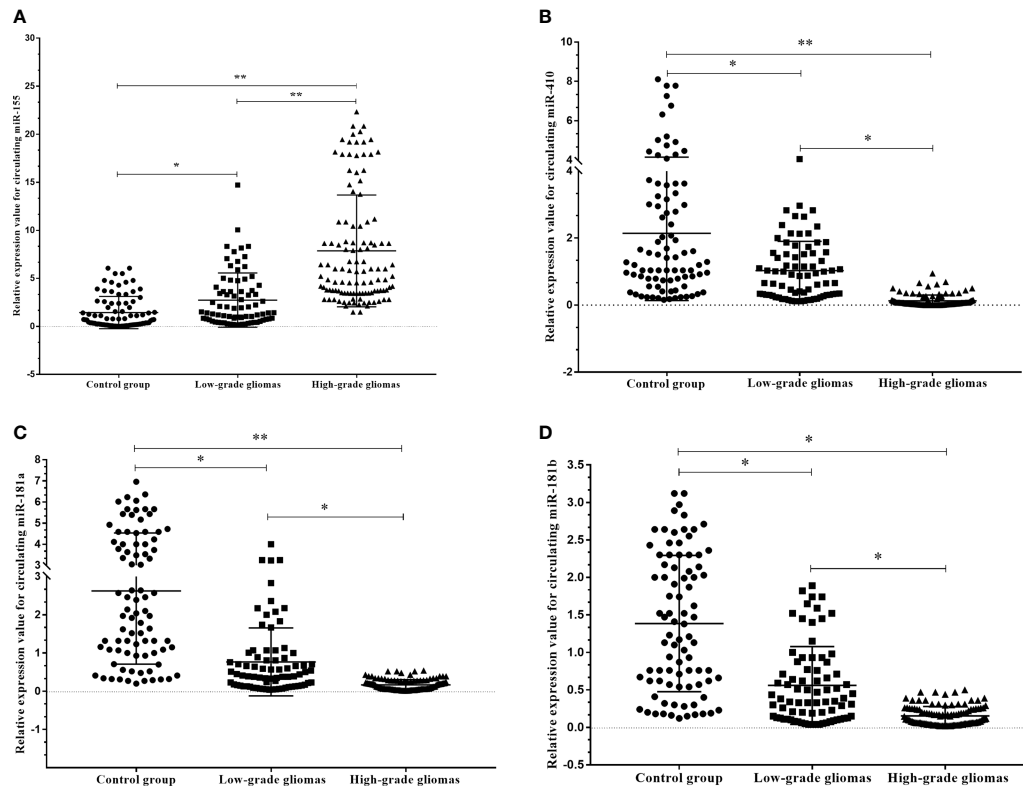 A
Relative expression value for circulating miR-155
30
25
20
15
10
5
0
-5
**
**
*
Control group
Low-grade gliomas
High-grade gliomas
B
Relative expression value for circulating miR-410
10
8
6
4
4
2
0
-2
**
*
*
Control group
Low-grade gliomas
High-grade gliomas
C
Relative expression value for circulating miR-181a
8
7
6
5
4
3
3
2
1
0
-1
**
*
*
Control group
Low-grade gliomas
High-grade gliomas
D
Relative expression value for circulating miR-181b
3.5
3.0
2.5
2.0
1.5
1.0
0.5
0.0
-0.5
*
*
*
Control group
Low-grade gliomas
High-grade gliomas